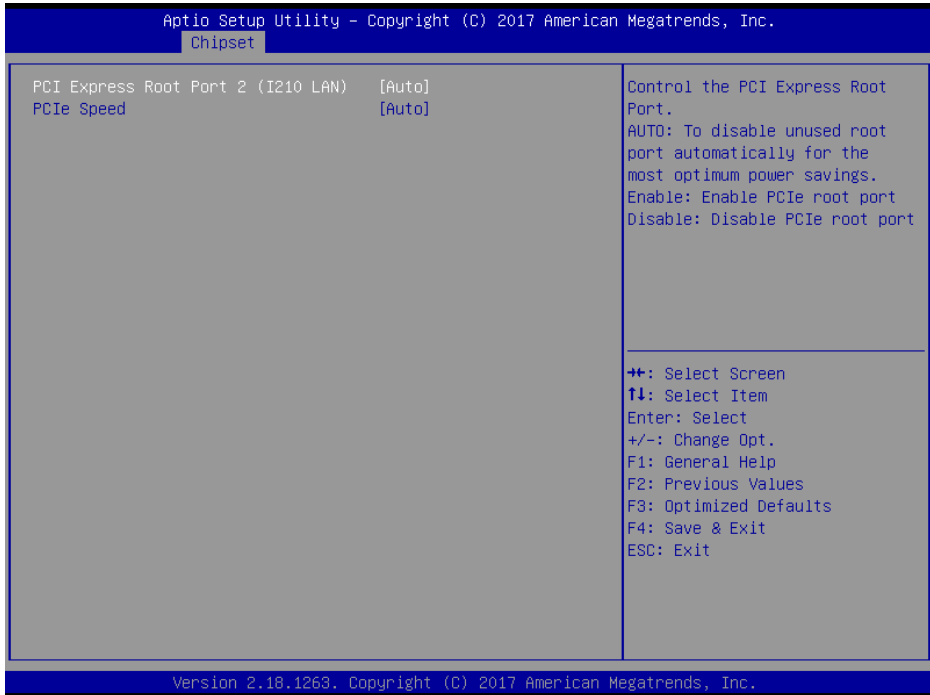 Aptio Setup Utility – Copyright (C) 2017 American Megatrends, Inc.
Chipset
PCI Express Root Port 2 (I210 LAN) [Auto]
PCIe Speed [Auto]
Control the PCI Express Root
Port.
AUTO: To disable unused root
port automatically for the
most optimum power savings.
Enable: Enable PCIe root port
Disable: Disable PCIe root port
→←: Select Screen
↑↓: Select Item
Enter: Select
+/-: Change Opt.
F1: General Help
F2: Previous Values
F3: Optimized Defaults
F4: Save & Exit
ESC: Exit
Version 2.18.1263. Copyright (C) 2017 American Megatrends, Inc.